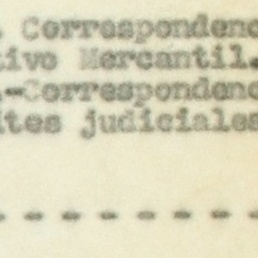 . Correspondenc
tivo Mercantil.
.-Correspondenc
ites judiciales
- - - - - - - -